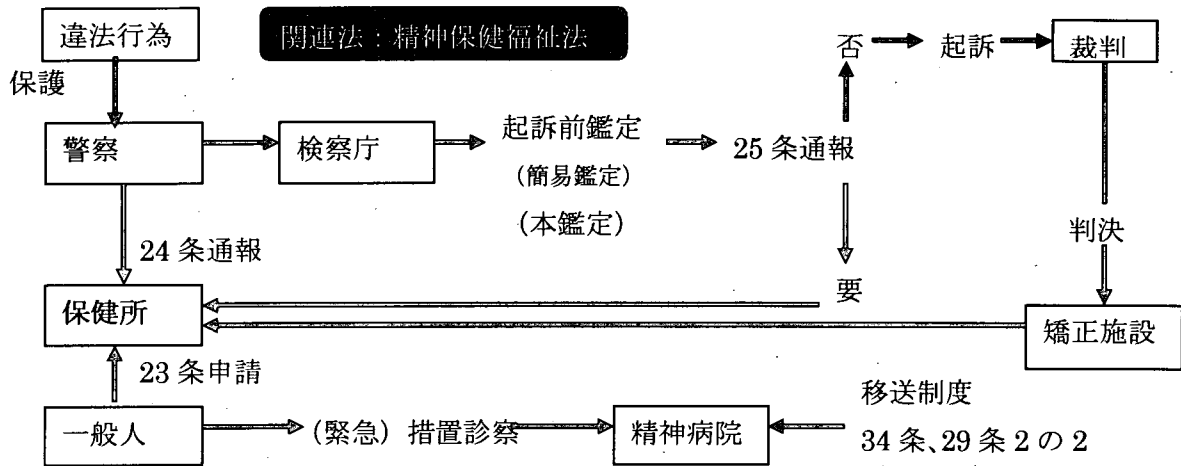 違法行為
関連法：精神保健福祉法
否
起訴
裁判
保護
警察
検察庁
起訴前鑑定
(簡易鑑定)
(本鑑定)
25条通報
24条通報
判決
要
保健所
矯正施設
23条申請
一般人
(緊急) 措置診察
精神病院
移送制度
34条、29条2の2